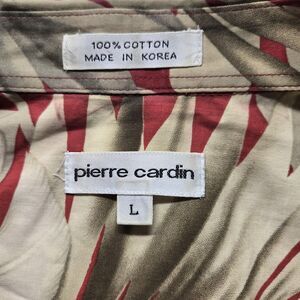 100% COTTON
MADE IN KOREA
pierre cardin
L